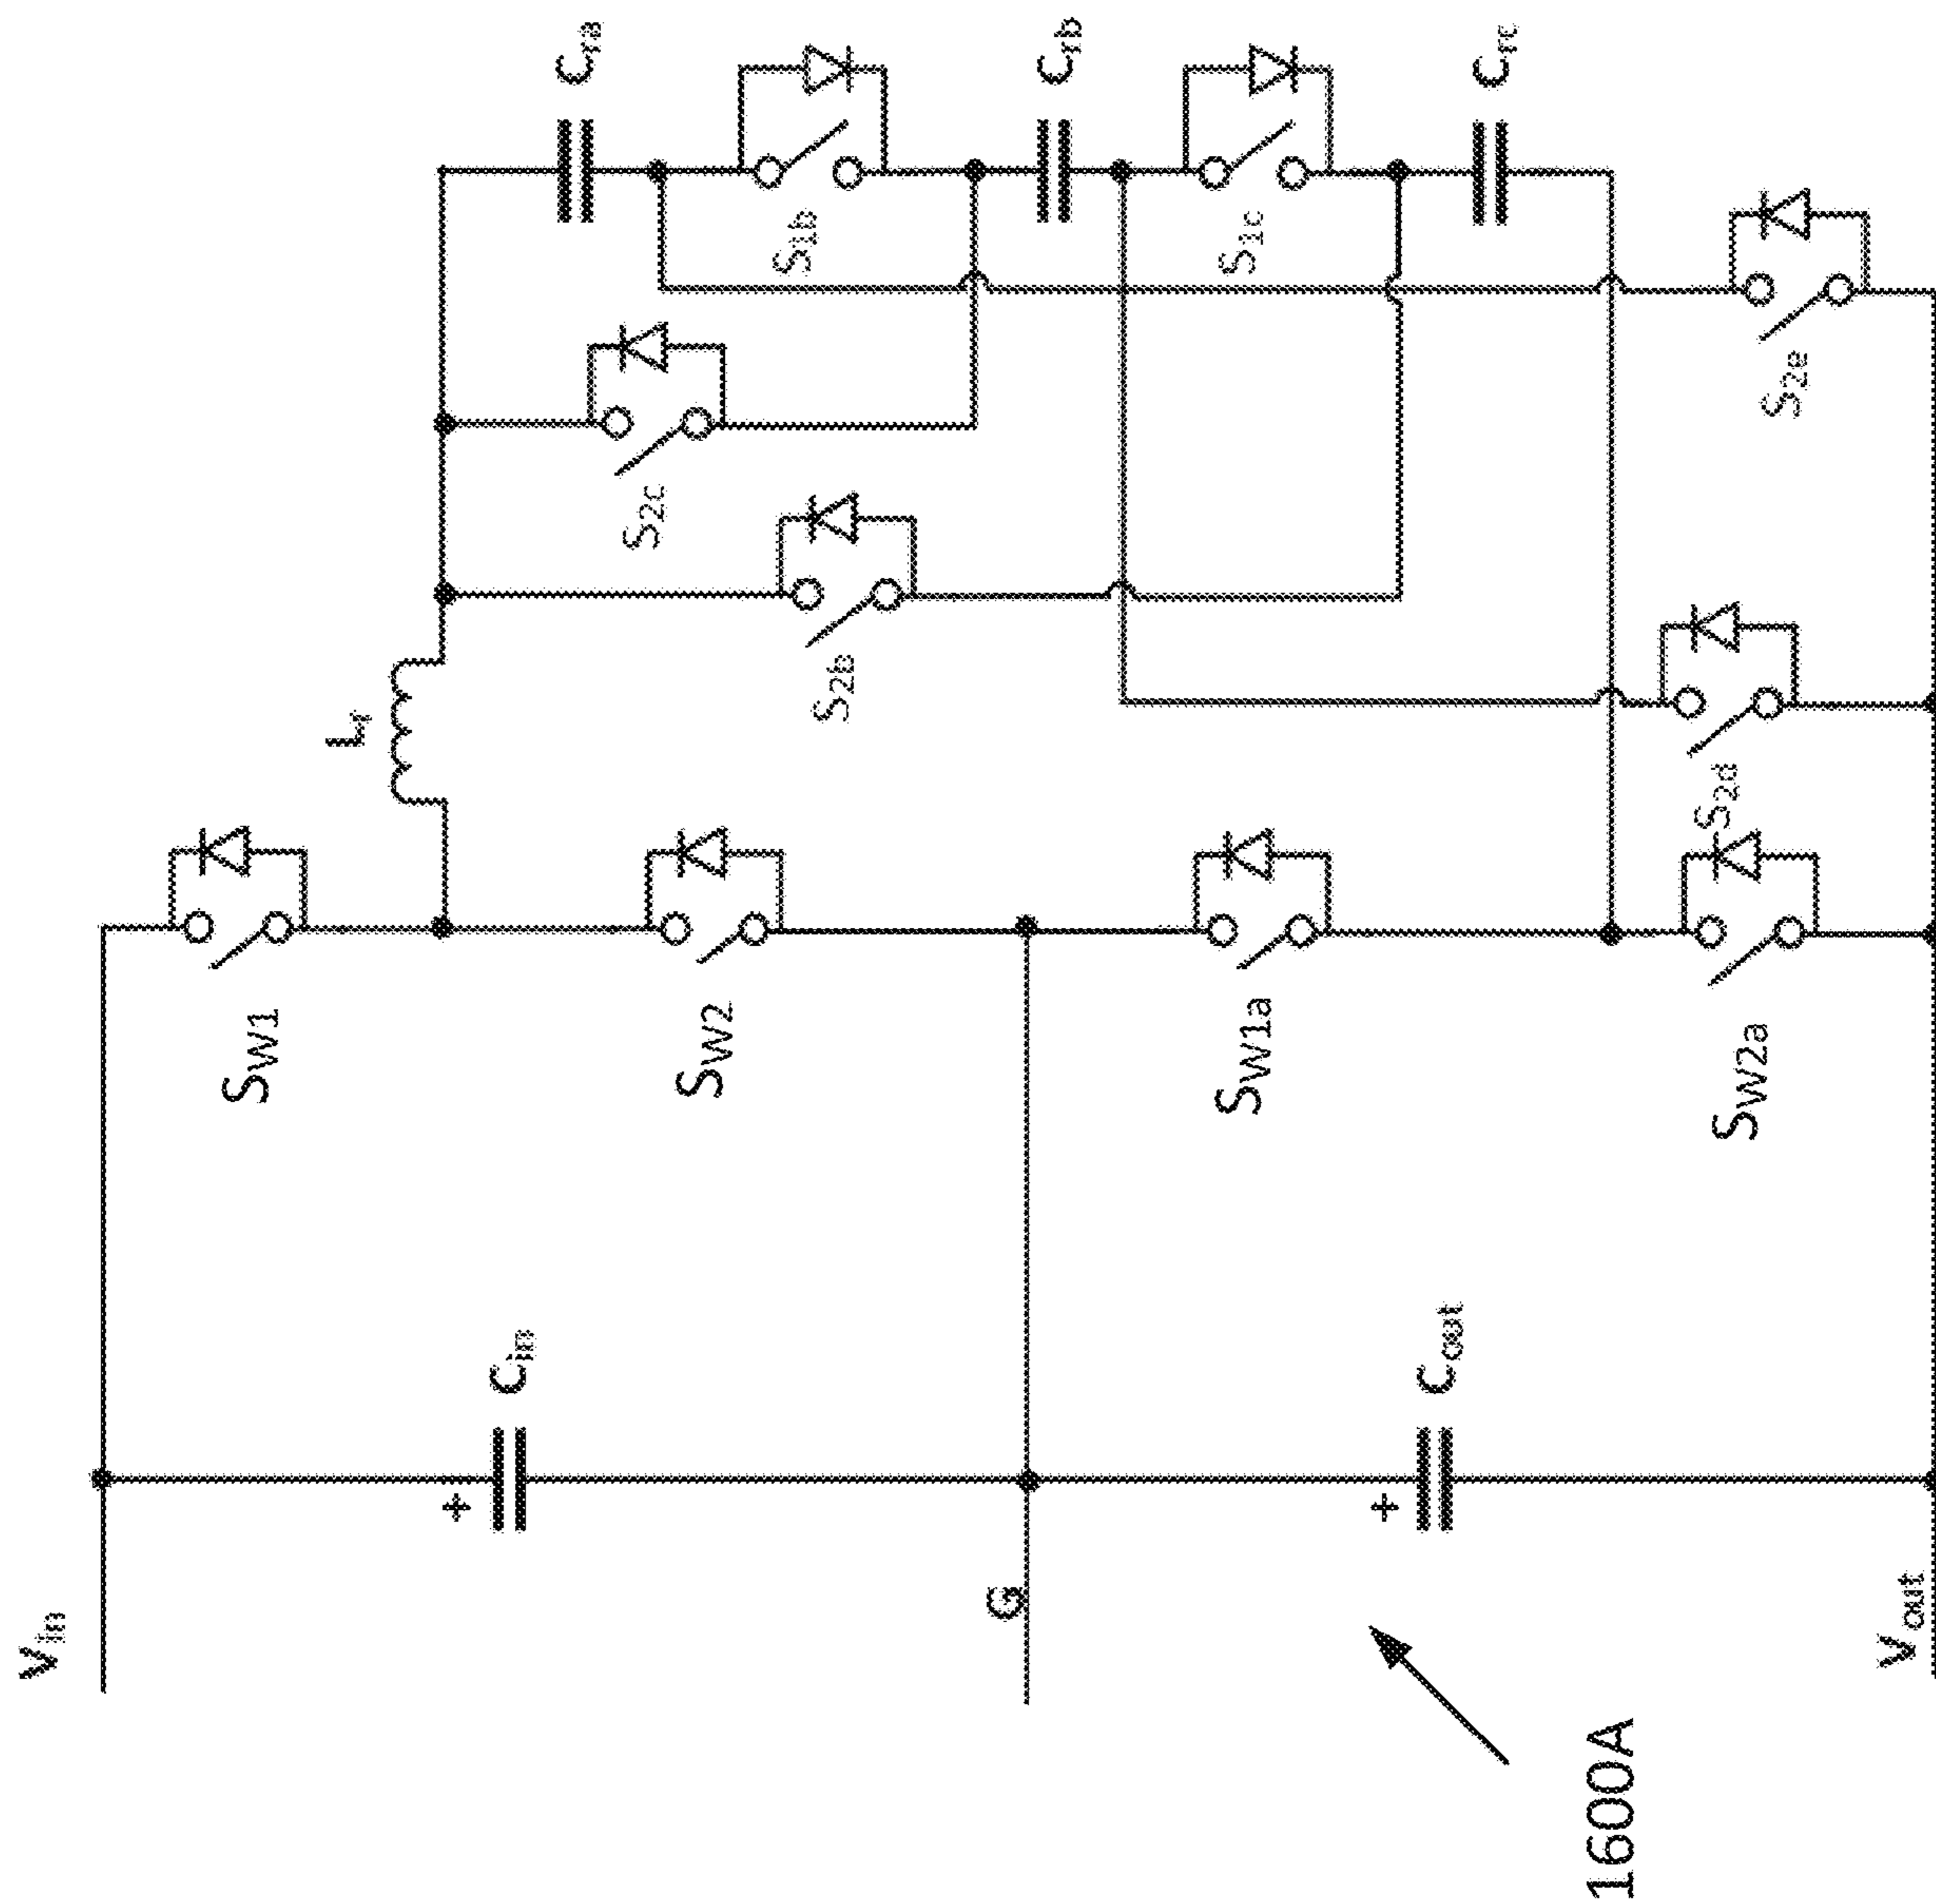 Vin
G
Vout
1600A
Cin
Cout
SW1
SW2
SW1a
SW2a
Lr
S2b
S2c
S2d
S2e
S1b
S1c
Cra
Crb
Crc
+
+